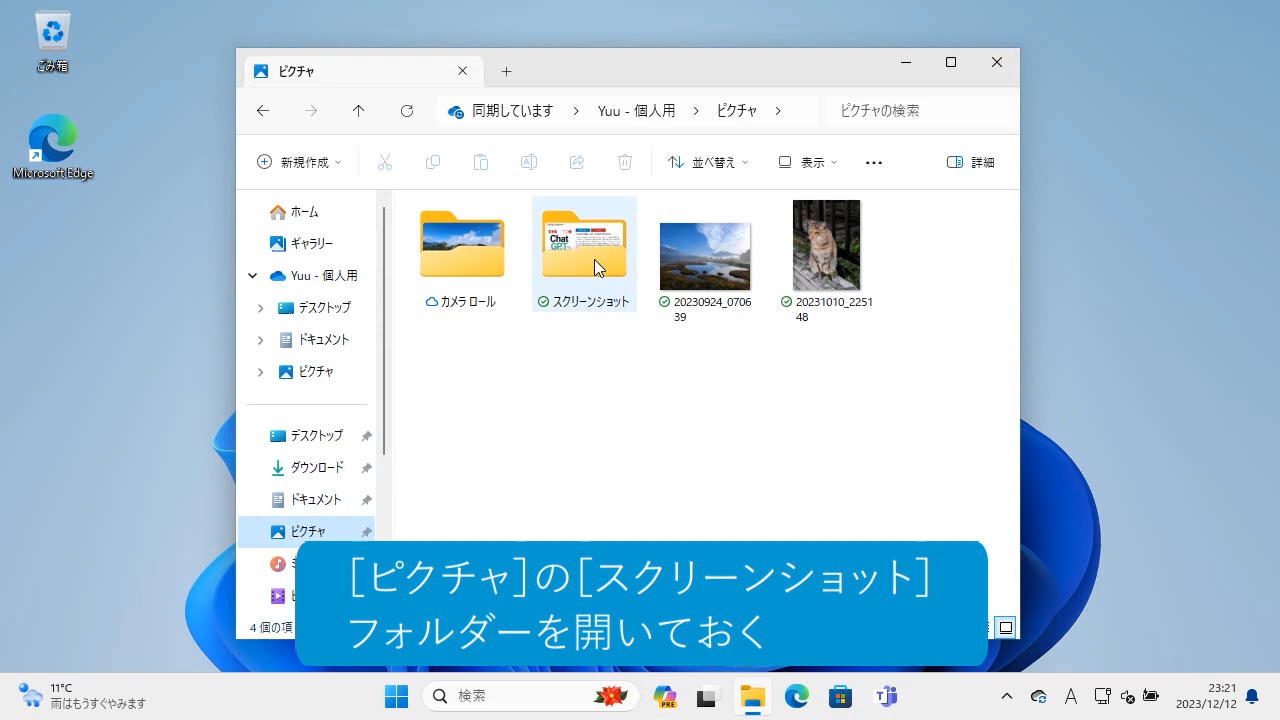 ごみ箱
Microsoft Edge
ピクチャ
同期しています
Yuu - 個人用
ピクチャ
ピクチャの検索
新規作成
並べ替え
表示
詳細
ホーム
ギャラリー
Yuu - 個人用
デスクトップ
ドキュメント
ピクチャ
デスクトップ
ダウンロード
ドキュメント
ピクチャ
カメラ ロール
スクリーンショット
20230924_0706
39
20231010_2251
48
Chat
GPT
[ピクチャ]の[スクリーンショット]
フォルダーを開いておく
4 個の項
11°C
雨はもうすぐやみます
検索
PRE
A
23:21
2023/12/12